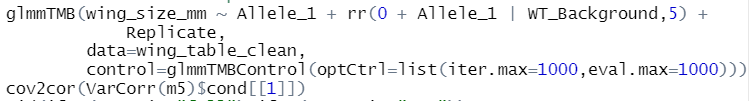 glmmTMB(wing_size_mm ~ Allele_1 + rr(0 + Allele_1 | WT_Background,5) +
Replicate,
data=wing_table_clean,
control=glmmTMBControl(optCtrl=list(iter.max=1000,eval.max=1000)))
cov2cor(VarCorr(m5)$cond[[1]])